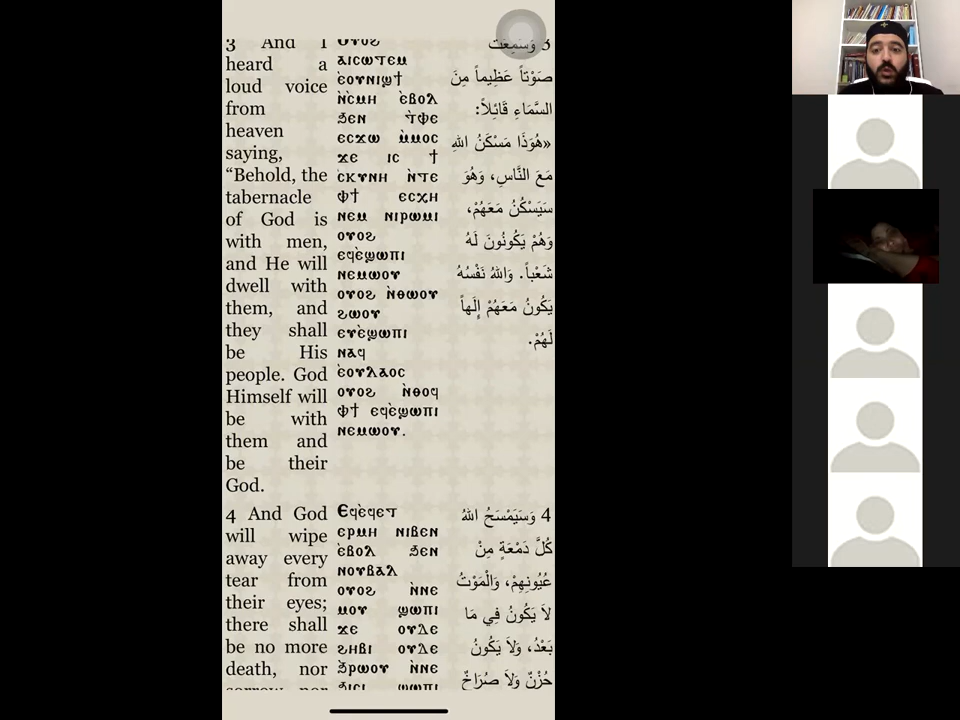 3 And I
heard a
loud voice
from
heaven
saying,
“Behold, the
tabernacle
of God is
with men,
and He will
dwell with
them, and
they shall
be His
people. God
Himself will
be with
them and
be their
God.
Ⲟⲩⲟϩ
ⲁⲓⲥⲱⲧⲉⲙ
ⲉ̀ⲟⲩⲛⲓϣϯ
ⲛ̀ⲥⲙⲏ ⲉ̀ⲃⲟⲗ
ϧⲉⲛ ⲧ̀ⲫⲉ
ⲉⲥϫⲱ ⲙ̀ⲙⲟⲥ
ϫⲉ ⲓⲥ ϯ
ⲥ̀ⲕⲩⲛⲏ ⲛ̀ⲧⲉ
ⲫϯ ⲉⲥⲭⲏ
ⲛⲉⲙ ⲛⲓⲣⲱⲙⲓ
ⲟⲩⲟϩ
ⲉϥⲉ̀ϣⲱⲡⲓ
ⲛⲉⲙⲱⲟⲩ
ⲟⲩⲟϩ ⲛ̀ⲑⲱⲟⲩ
ϩⲱⲟⲩ
ⲉⲩⲉ̀ϣⲱⲡⲓ
ⲛⲁϥ
ⲉ̀ⲟⲩⲗⲁⲟⲥ
ⲟⲩⲟϩ ⲛ̀ⲑⲟϥ
ⲫϯ ⲉϥⲉ̀ϣⲱⲡⲓ
ⲛⲉⲙⲱⲟⲩ.
3 وَسَمِعْتُ
صَوْتاً عَظِيماً مِنَ
السَّمَاءِ قَائِلاً:
«هُوَذَا مَسْكَنُ اللهِ
مَعَ النَّاسِ، وَهُوَ
سَيَسْكُنُ مَعَهُمْ،
وَهُمْ يَكُونُونَ لَهُ
شَعْباً. وَاللهُ نَفْسُهُ
يَكُونُ مَعَهُمْ إِلَهاً
لَهُمْ.
4 And God
will wipe
away every
tear from
their eyes;
there shall
be no more
death, nor
Ⲉϥⲉ̀ϥⲉⲧ
ⲉⲣⲙⲏ ⲛⲓⲃⲉⲛ
ⲉ̀ⲃⲟⲗ ϧⲉⲛ
ⲛⲟⲩⲃⲁⲗ
ⲟⲩⲟϩ ⲛ̀ⲛⲉ
ⲙⲟⲩ ϣⲱⲡⲓ
ϫⲉ ⲟⲩⲇⲉ
ϩⲏⲃⲓ ⲟⲩⲇⲉ
ϧ̀ⲣⲱⲟⲩ ⲛ̀ⲛⲉ
4 وَسَيَمْسَحُ اللهُ
كُلَّ دَمْعَةٍ مِنْ
عُيُونِهِمْ، وَالْمَوْتُ
لاَ يَكُونُ فِي مَا
بَعْدُ، وَلاَ يَكُونُ
حُزْنٌ وَلاَ صُرَاخٌ